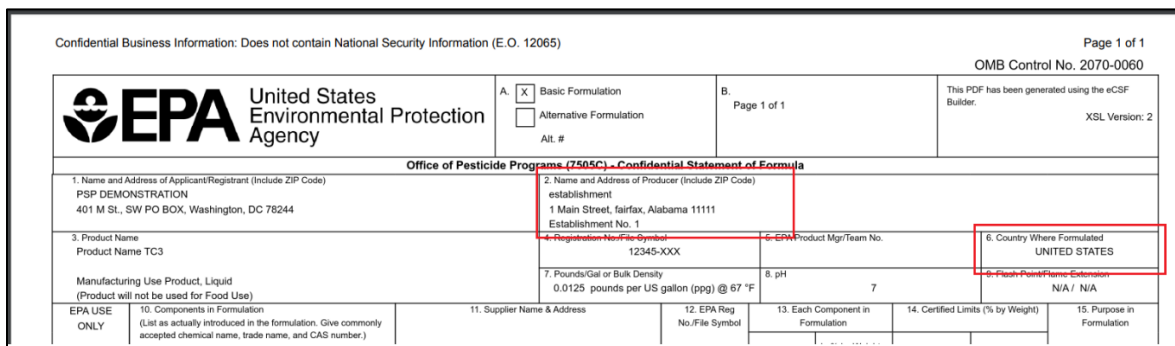 Confidential Business Information: Does not contain National Security Information (E.O. 12065)
Page 1 of 1
OMB Control No. 2070-0060
EPA
United States
Environmental Protection
Agency
A. X Basic Formulation
Alternative Formulation
Alt. #
B.
Page 1 of 1
This PDF has been generated using the eCSF
Builder.
XSL Version: 2
Office of Pesticide Programs (7505C) - Confidential Statement of Formula
1. Name and Address of Applicant/Registrant (Include ZIP Code)
PSP DEMONSTRATION
401 M St., SW PO BOX, Washington, DC 78244
2. Name and Address of Producer (Include ZIP Code)
establishment
1 Main Street, fairfax, Alabama 11111
Establishment No. 1
3. Product Name
Product Name TC3
Manufacturing Use Product, Liquid
(Product will not be used for Food Use)
4. Registration No./File Symbol
12345-XXX
5. EPA Product Mgr/Team No.
6. Country Where Formulated
UNITED STATES
7. Pounds/Gal or Bulk Density
0.0125 pounds per US gallon (ppg) @ 67 °F
8. pH
7
9. Flash Point/Flame Extension
N/A / N/A
EPA USE
ONLY
10. Components in Formulation
(List as actually introduced in the formulation. Give commonly
accepted chemical name, trade name, and CAS number.)
11. Supplier Name & Address
12. EPA Reg
No./File Symbol
13. Each Component in
Formulation
14. Certified Limits (% by Weight)
15. Purpose in
Formulation